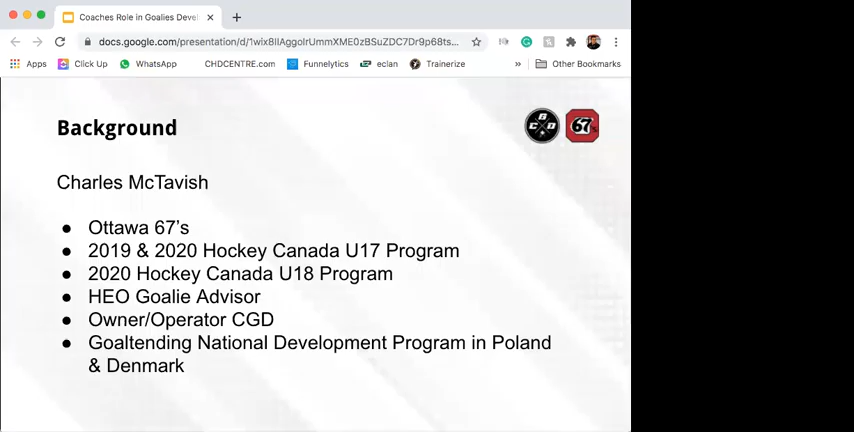 Coaches Role in Goalies Devel
docs.google.com/presentation/d/1wix8IIAggolrUmmXME0zBSuZDC7Dr9p68ts...
Apps Click Up WhatsApp CHDCENTRE.com Funnelytics eclan Trainerize » Other Bookmarks
Background
CGD 67's
Charles McTavish
● Ottawa 67's
● 2019 & 2020 Hockey Canada U17 Program
● 2020 Hockey Canada U18 Program
● HEO Goalie Advisor
● Owner/Operator CGD
● Goaltending National Development Program in Poland
& Denmark